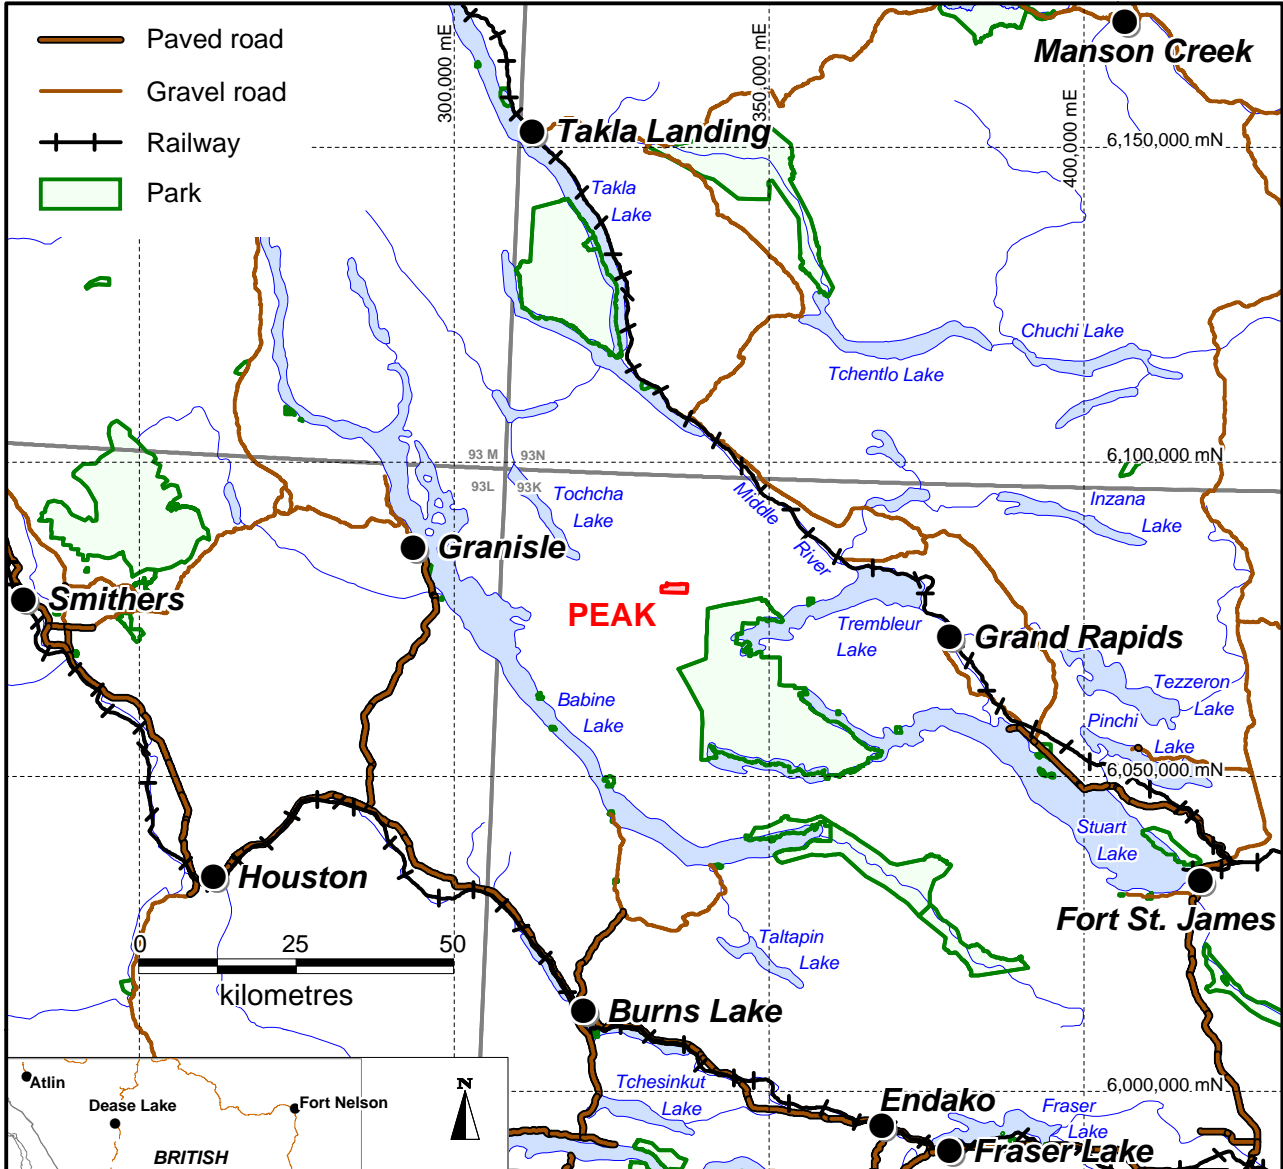 Paved road
Gravel road
Railway
Park
300,000 mE
350,000 mE
400,000 mE
Manson Creek
Takla Landing
6,150,000 mN
Takla
Lake
Chuchi Lake
Tchentlo Lake
93 M
93N
93L
93K
6,100,000 mN
Tochcha
Lake
Middle
River
Inzana
Lake
Granisle
Smithers
PEAK
Trembleur
Lake
Grand Rapids
Tezzeron
Lake
Babine
Lake
Pinchi
Lake
6,050,000 mN
Stuart
Lake
Houston
Fort St. James
0 25 50
kilometres
Taltapin
Lake
Burns Lake
6,000,000 mN
Tchesinkut
Lake
Endako
Fraser
Lake
Fraser Lake
N
Atlin
Dease Lake
Fort Nelson
BRITISH